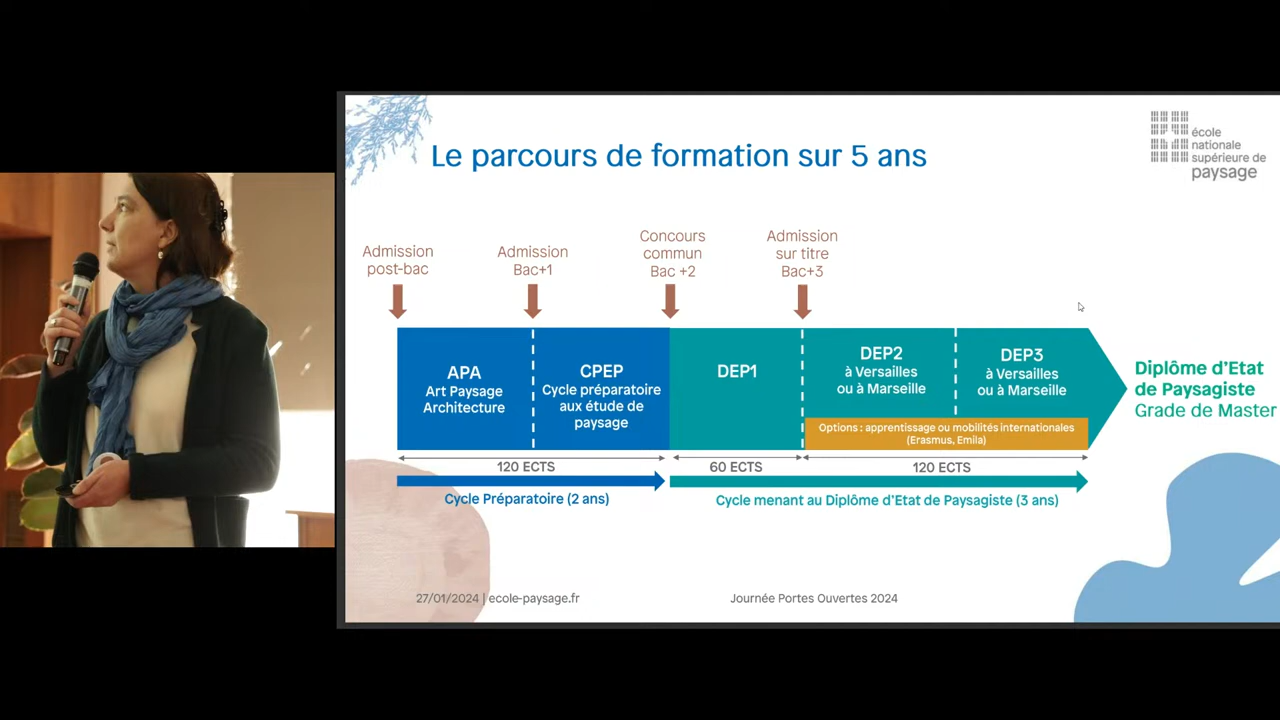 Le parcours de formation sur 5 ans
école
nationale
supérieure de
paysage
Admission
post-bac
Admission
Bac+1
Concours
commun
Bac +2
Admission
sur titre
Bac+3
APA
Art Paysage
Architecture
CPEP
Cycle préparatoire
aux étude de
paysage
DEP1
DEP2
à Versailles
ou à Marseille
DEP3
à Versailles
ou à Marseille
Options : apprentissage ou mobilités internationales
(Erasmus, Emila)
Diplôme d'Etat
de Paysagiste
Grade de Master
120 ECTS
60 ECTS
120 ECTS
Cycle Préparatoire (2 ans)
Cycle menant au Diplôme d'Etat de Paysagiste (3 ans)
27/01/2024 | ecole-paysage.fr
Journée Portes Ouvertes 2024